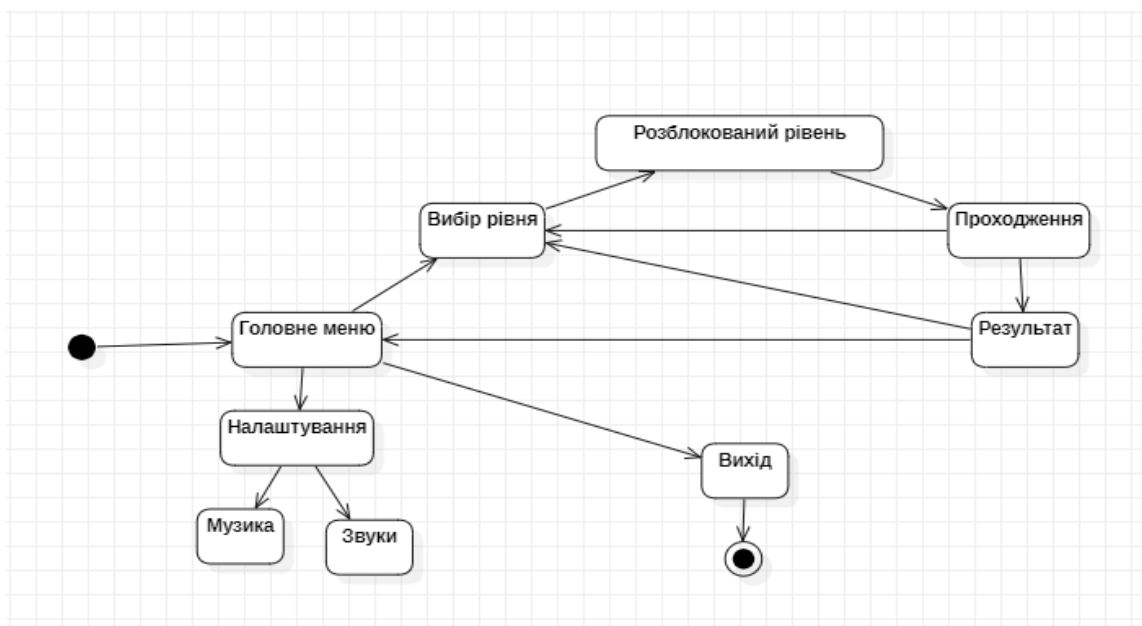 Розблокований рівень
Вибір рівня
Проходження
Головне меню
Результат
Налаштування
Вихід
Музика
Звуки